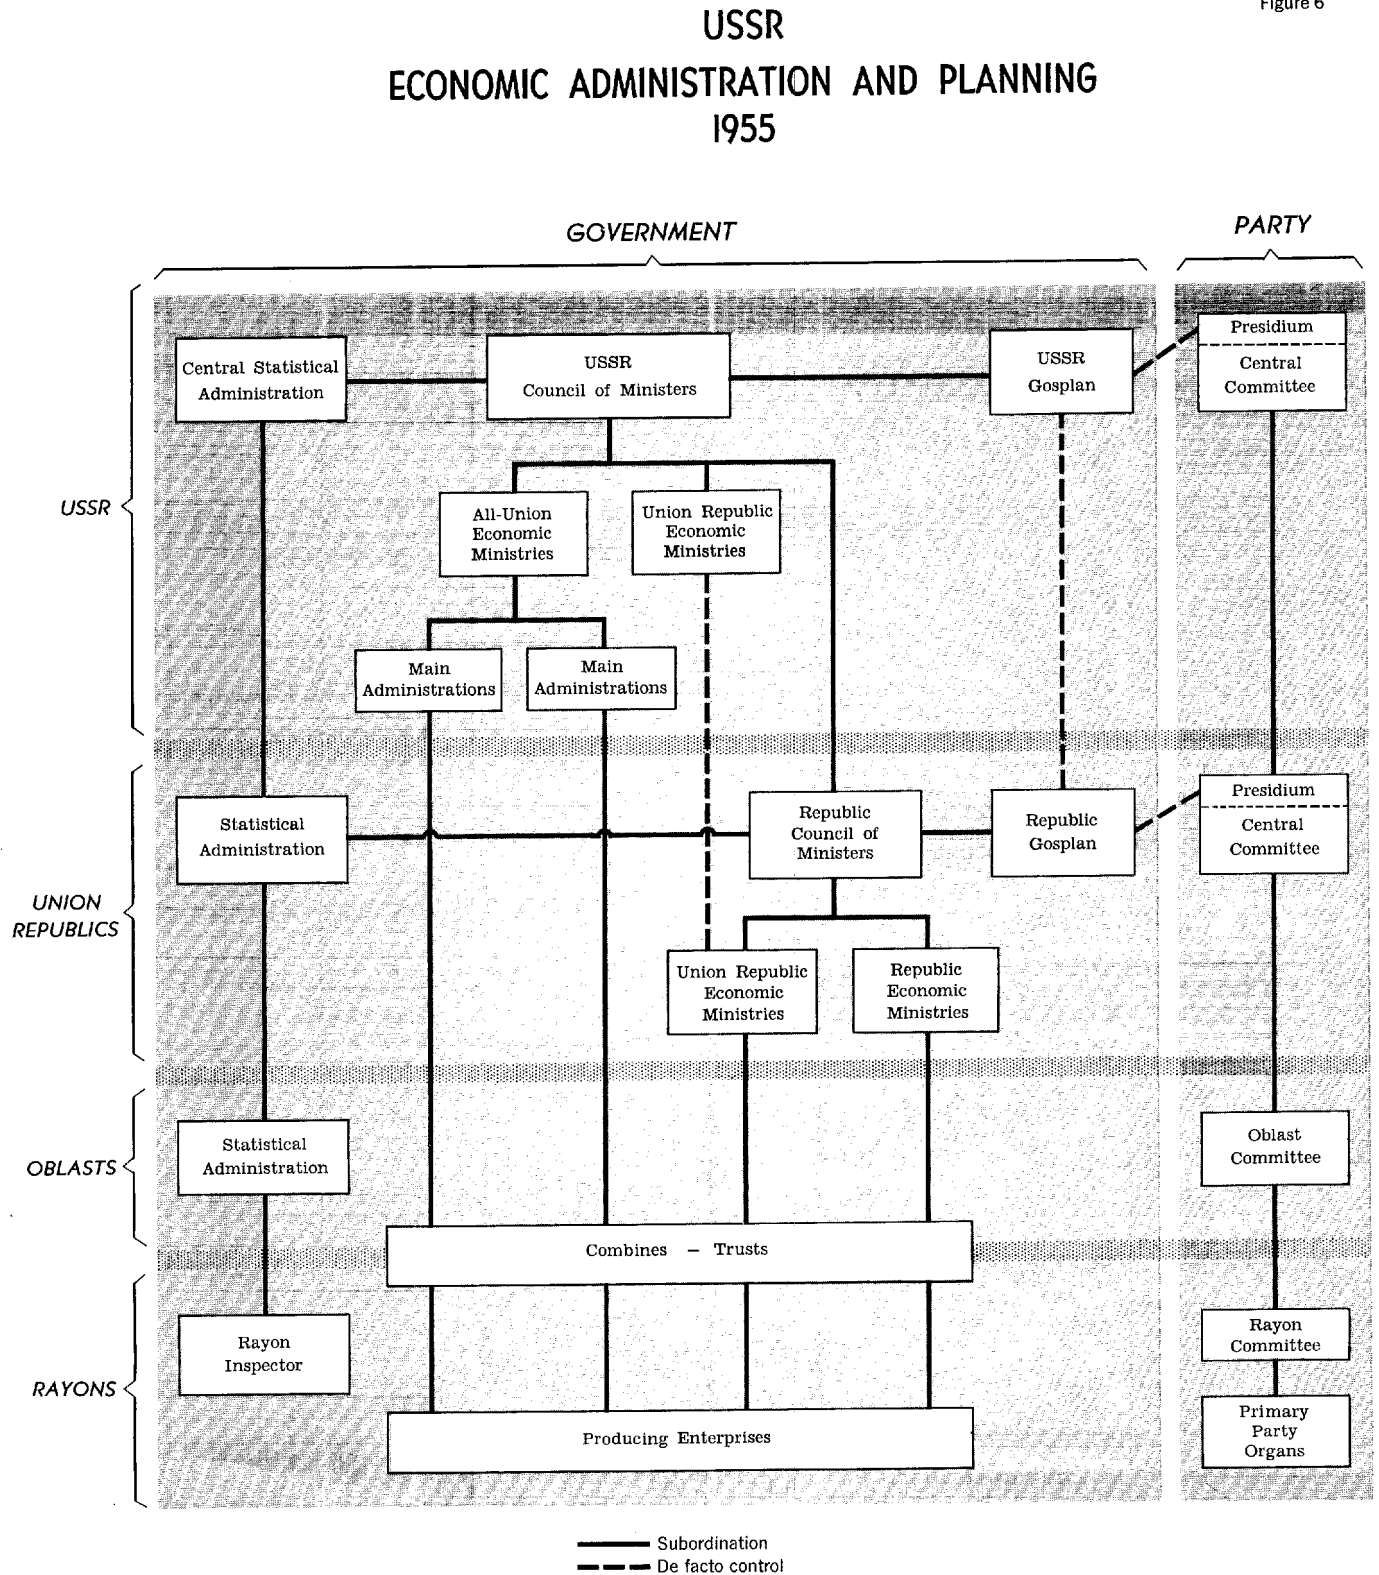 Figure 6
USSR
ECONOMIC ADMINISTRATION AND PLANNING
1955
GOVERNMENT
PARTY
USSR
Central Statistical
Administration
USSR
Council of Ministers
USSR
Gosplan
Presidium
Central
Committee
All-Union
Economic
Ministries
Union Republic
Economic
Ministries
Main
Administrations
Main
Administrations
UNION
REPUBLICS
Statistical
Administration
Republic
Council of
Ministers
Republic
Gosplan
Presidium
Central
Committee
Union Republic
Economic
Ministries
Republic
Economic
Ministries
OBLASTS
Statistical
Administration
Oblast
Committee
Combines – Trusts
RAYONS
Rayon
Inspector
Rayon
Committee
Producing Enterprises
Primary
Party
Organs
Subordination
De facto control